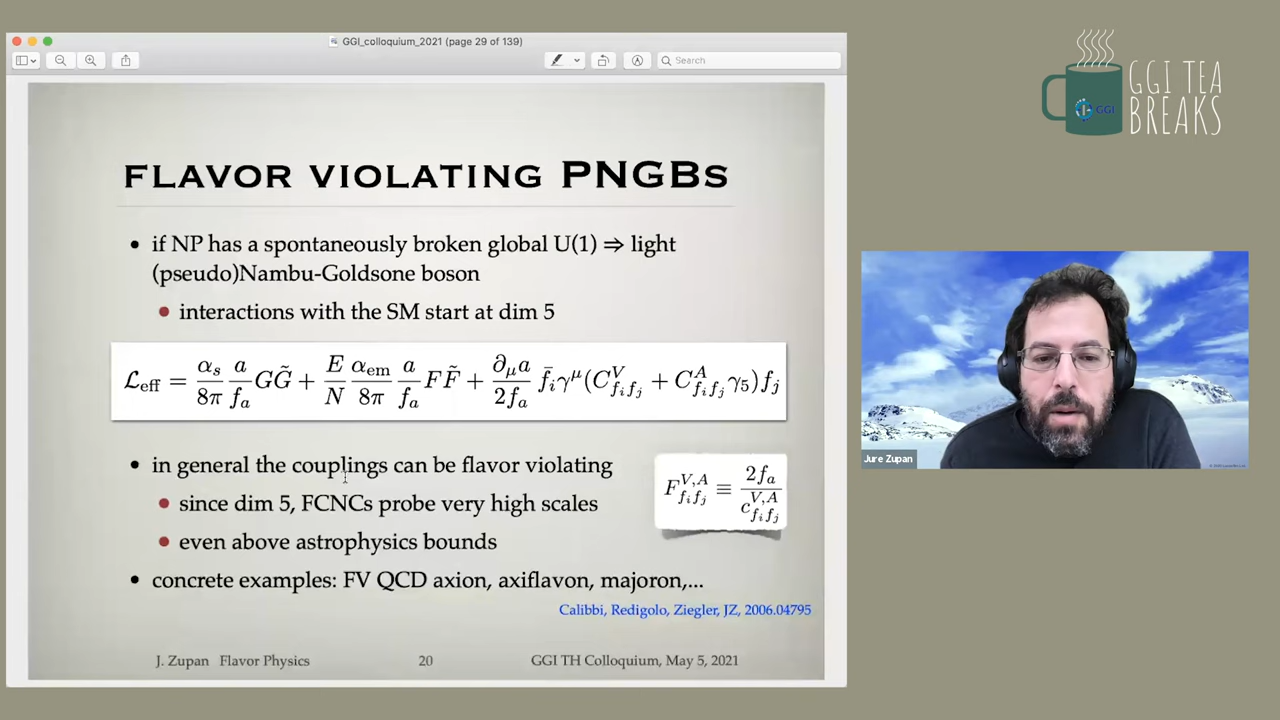 GGI_colloquium_2021 (page 29 of 139)
Search
FLAVOR VIOLATING PNGBs
• if NP has a spontaneously broken global U(1) ⇒ light
(pseudo)Nambu-Goldsone boson
• interactions with the SM start at dim 5
ℒ_eff = α_s/8π a/f_a GG̃ + E/N α_em/8π a/f_a FF̃ + ∂_μa/2f_a f̄_iγ^μ(C^V_{f_if_j} + C^A_{f_if_j}γ_5)f_j
• in general the couplings can be flavor violating
• since dim 5, FCNCs probe very high scales
• even above astrophysics bounds
F^{V,A}_{f_if_j} ≡ 2f_a/c^{V,A}_{f_if_j}
• concrete examples: FV QCD axion, axiflavon, majoron,...
Calibbi, Redigolo, Ziegler, JZ, 2006.04795
J. Zupan Flavor Physics
20
GGI TH Colloquium, May 5, 2021
GGI
GGI TEA
BREAKS
Jure Zupan